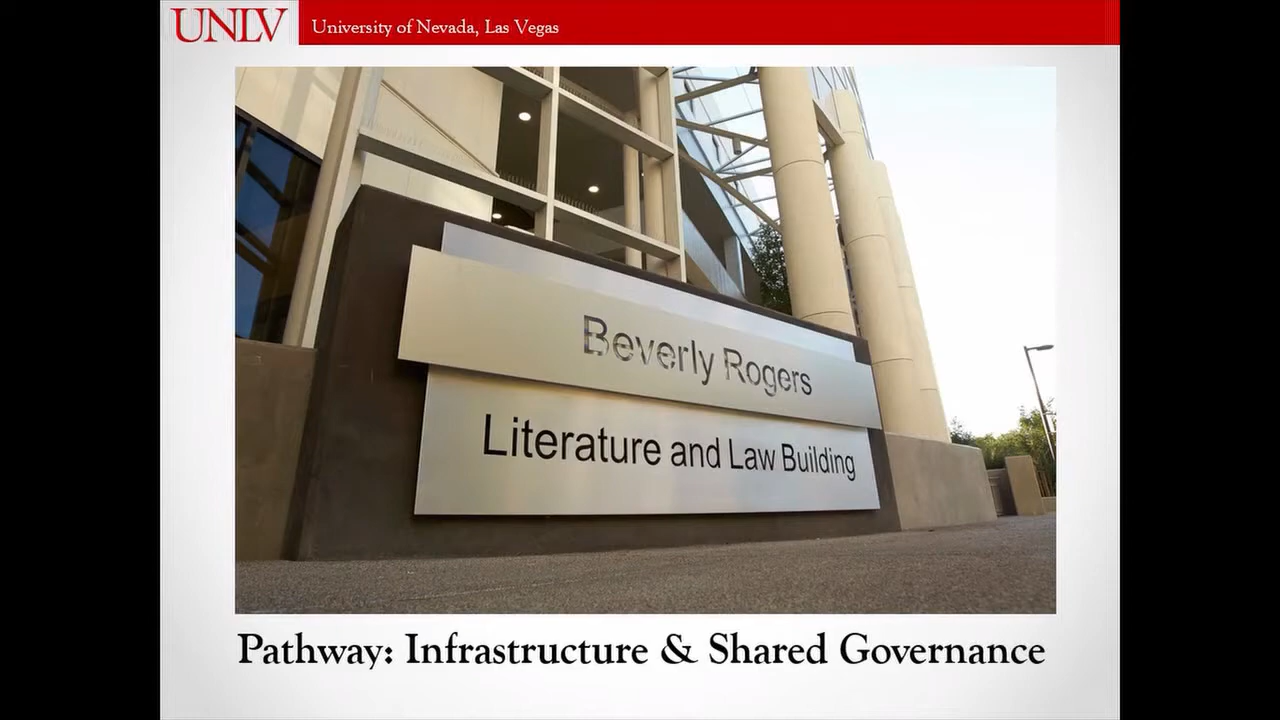 UNLV
University of Nevada, Las Vegas
Beverly Rogers
Literature and Law Building
Pathway: Infrastructure & Shared Governance